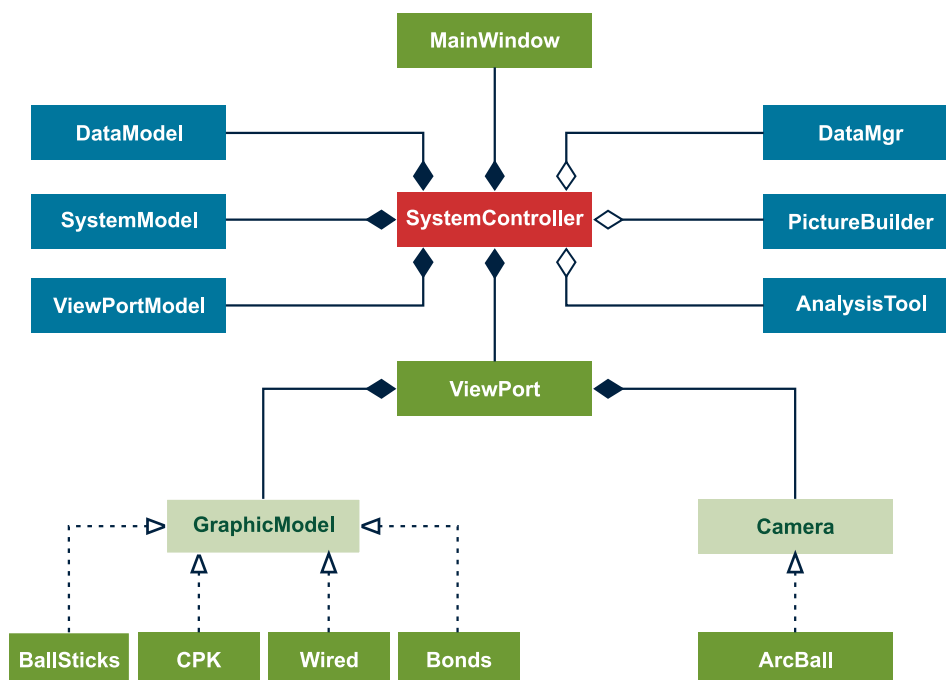 MainWindow
DataModel
DataMgr
SystemModel
SystemController
PictureBuilder
ViewPortModel
AnalysisTool
ViewPort
GraphicModel
Camera
BallSticks
CPK
Wired
Bonds
ArcBall